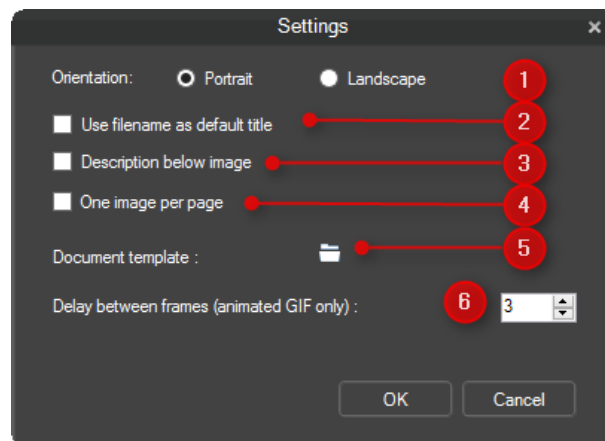 Settings
Orientation: Portrait Landscape 1
Use filename as default title 2
Description below image 3
One image per page 4
Document template : 5
Delay between frames (animated GIF only) : 6 3
OK Cancel